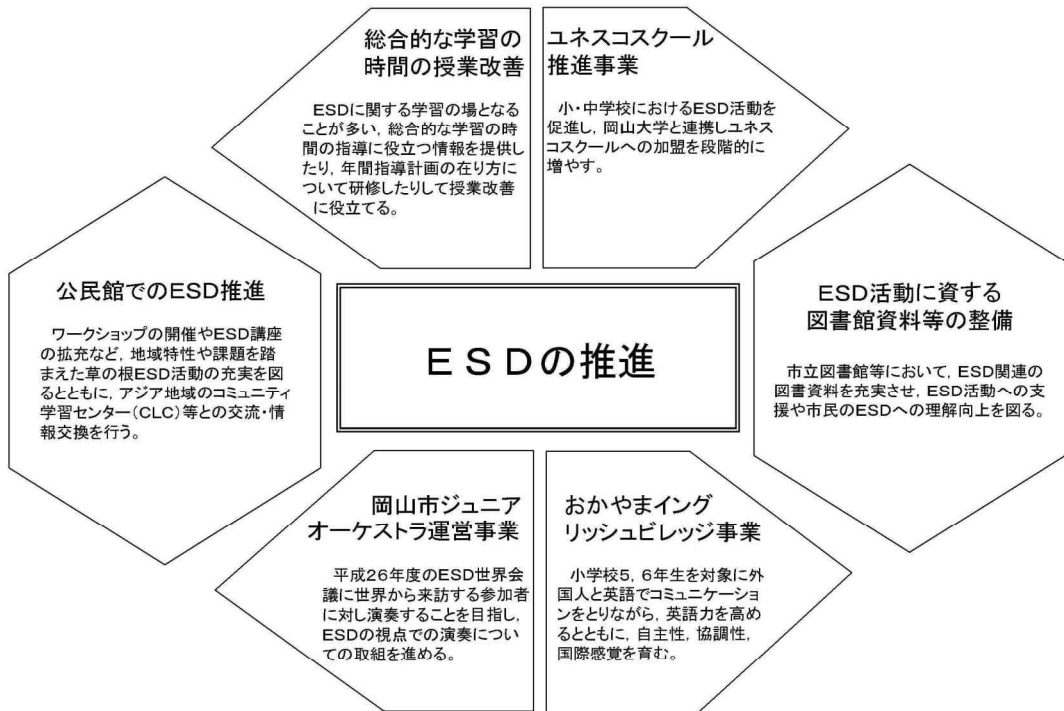 総合的な学習の
時間の授業改善
ESDに関する学習の場となる
ことが多い，総合的な学習の時
間の指導に役立つ情報を提供し
たり，年間指導計画の在り方に
ついて研修したりして授業改善
に役立てる。
ユネスコスクール
推進事業
小・中学校におけるESD活動を
促進し，岡山大学と連携しユネス
コスクールへの加盟を段階的に
増やす。
公民館でのESD推進
ワークショップの開催やESD講座
の拡充など，地域特性や課題を踏
まえた草の根ESD活動の充実を図
るとともに，アジア地域のコミュニティ
学習センター（CLC）等との交流・情
報交換を行う。
ESDの推進
ESD活動に資する
図書館資料等の整備
市立図書館等において，ESD関連の
図書資料を充実させ，ESD活動への支
援や市民のESDへの理解向上を図る。
岡山市ジュニア
オーケストラ運営事業
平成26年度のESD世界会
議に世界から来訪する参加者
に対し演奏することを目指し，
ESDの視点での演奏につい
ての取組を進める。
おかやまイング
リッシュビレッジ事業
小学校5，6年生を対象に外
国人と英語でコミュニケーショ
ンをとりながら，英語力を高め
るとともに，自主性，協調性，
国際感覚を育む。